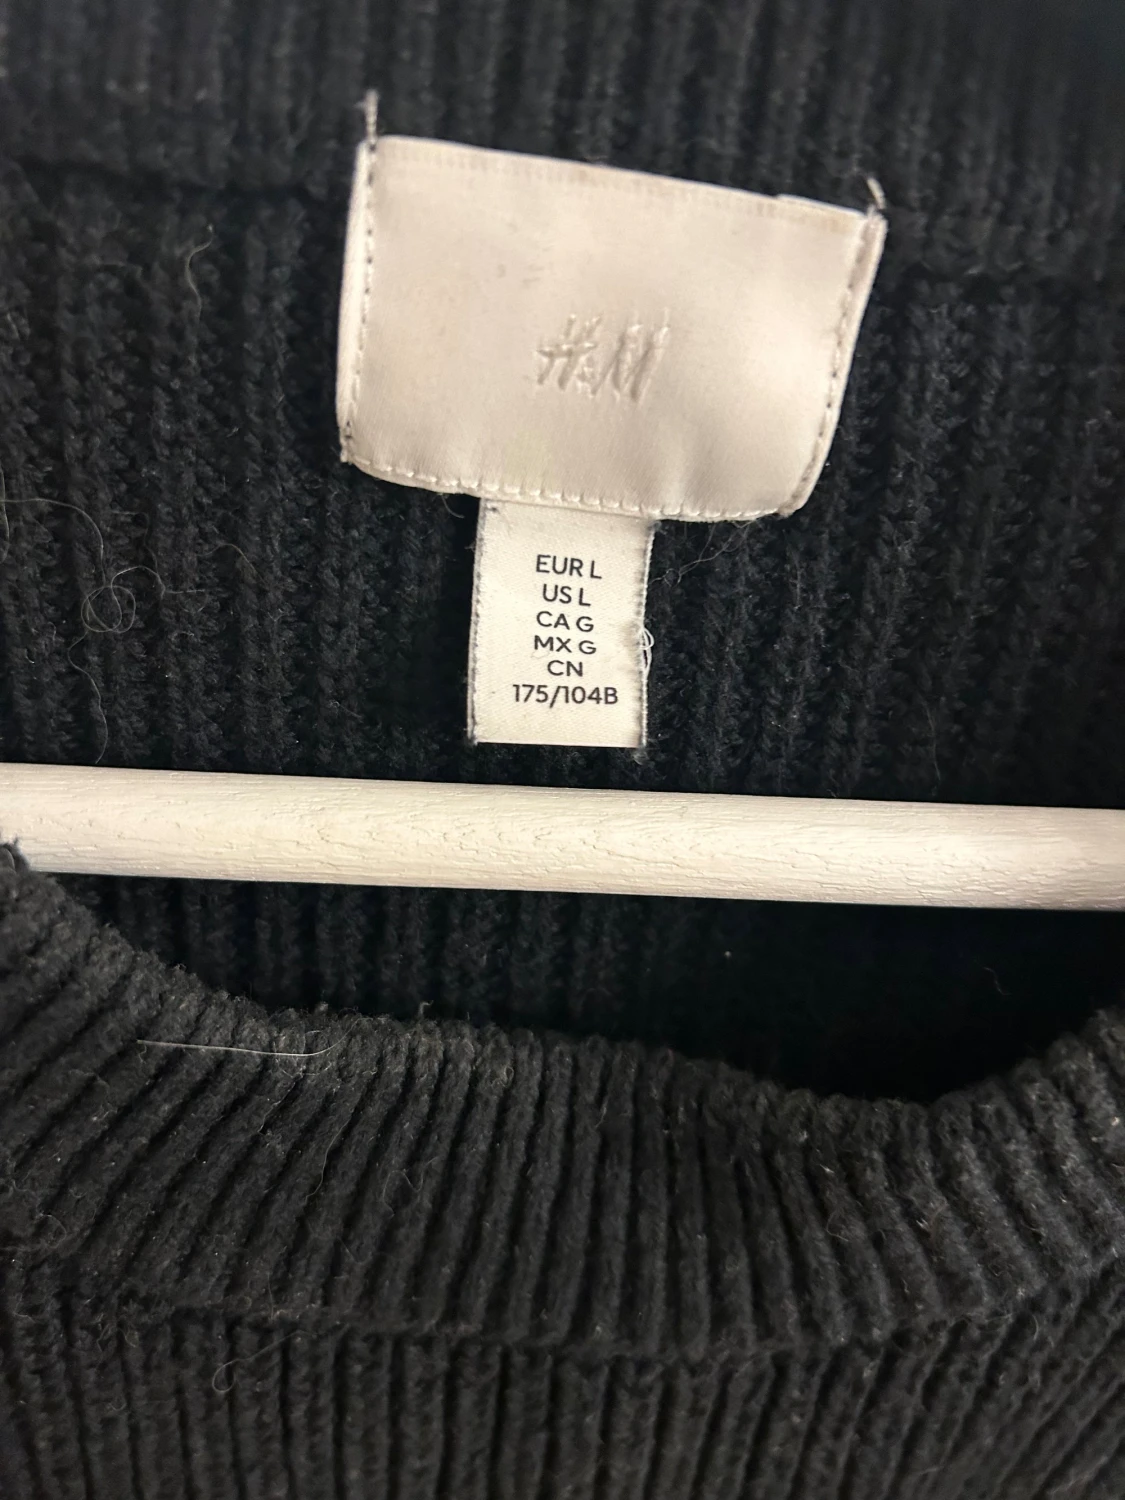 H&M
EUR L
US L
CA G
MX G
CN
175/104B